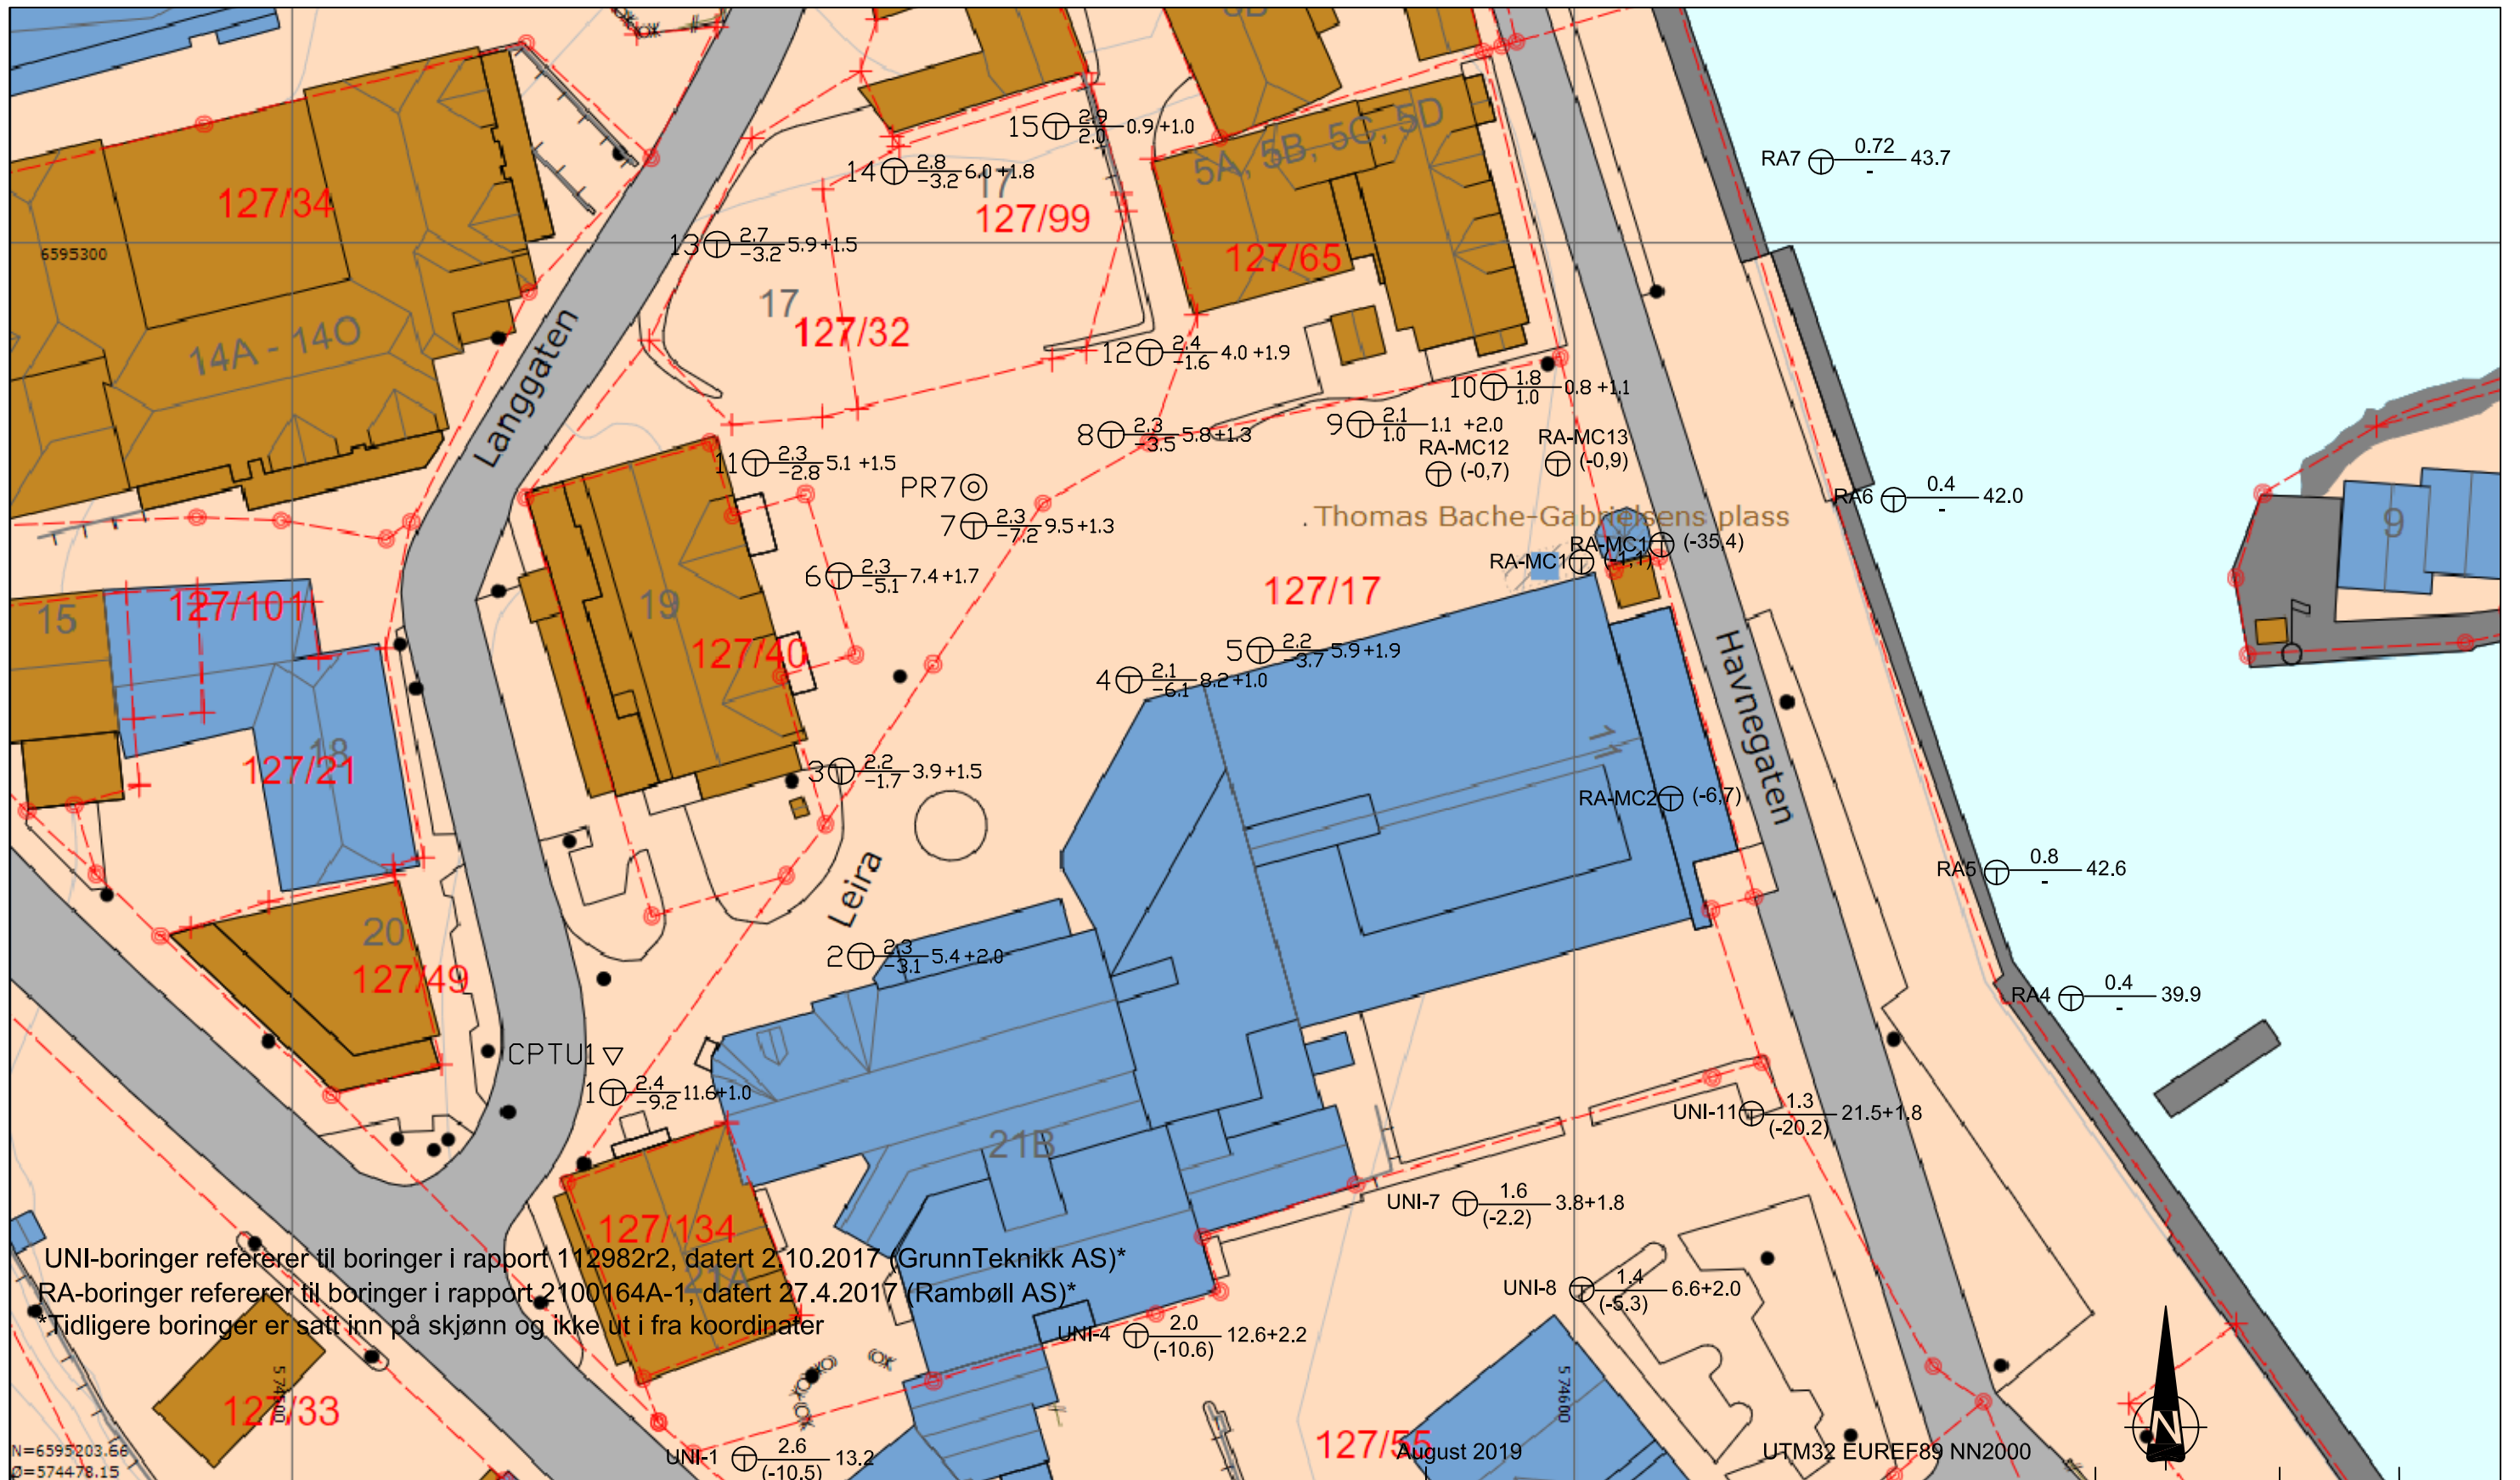 15 2.9 2.0 0.9 +1.0
5A, 5B, 5C, 5D
RA7 0.72 - 43.7
14 2.8 -3.2 6.0 +1.8
17
127/34
127/99
13 2.7 -3.2 5.9 +1.5
6595300
127/65
17
127/32
14A - 14O
Langgaten
12 2.4 -1.6 4.0 +1.9
10 1.8 1.0 0.8 +1.1
8 2.3 -3.5 5.8 +1.3
9 2.1 1.0 1.1 +2.0
RA-MC12 (-0,7)
RA-MC13 (-0,9)
11 2.3 -2.8 5.1 +1.5
PR7
RA6 0.4 - 42.0
7 2.3 -7.2 9.5 +1.3
. Thomas Bache-Gabrielsens plass
9
RA-MC1 (-35.4)
RA-MC1 (-1,1)
6 2.3 -5.1 7.4 +1.7
127/17
15
127/101
19
127/40
5 2.2 -3.7 5.9 +1.9
4 2.1 -6.1 8.2 +1.0
Havnegaten
11
18
127/21
3 2.2 -1.7 3.9 +1.5
RA-MC2 (-6,7)
Leira
RA5 0.8 - 42.6
20
127/49
2 2.3 -3.1 5.4 +2.0
RA4 0.4 - 39.9
CPTU1
1 2.4 -9.2 11.6 +1.0
UNI-11 1.3 (-20.2) 21.5+1.8
21B
UNI-7 1.6 (-2.2) 3.8+1.8
127/134
UNI-boringer refererer til boringer i rapport 112982r2, datert 2.10.2017 (GrunnTeknikk AS)*
21A
RA-boringer refererer til boringer i rapport 2100164A-1, datert 27.4.2017 (Rambøll AS)*
*Tidligere boringer er satt inn på skjønn og ikke ut i fra koordinater
UNI-8 1.4 (-5.3) 6.6+2.0
UNI-4 2.0 (-10.6) 12.6+2.2
574500
574600
127/33
127/55
August 2019
UTM32 EUREF89 NN2000
N
N=6595203.66
Ø=574478.15
UNI-1 2.6 (-10.5) 13.2